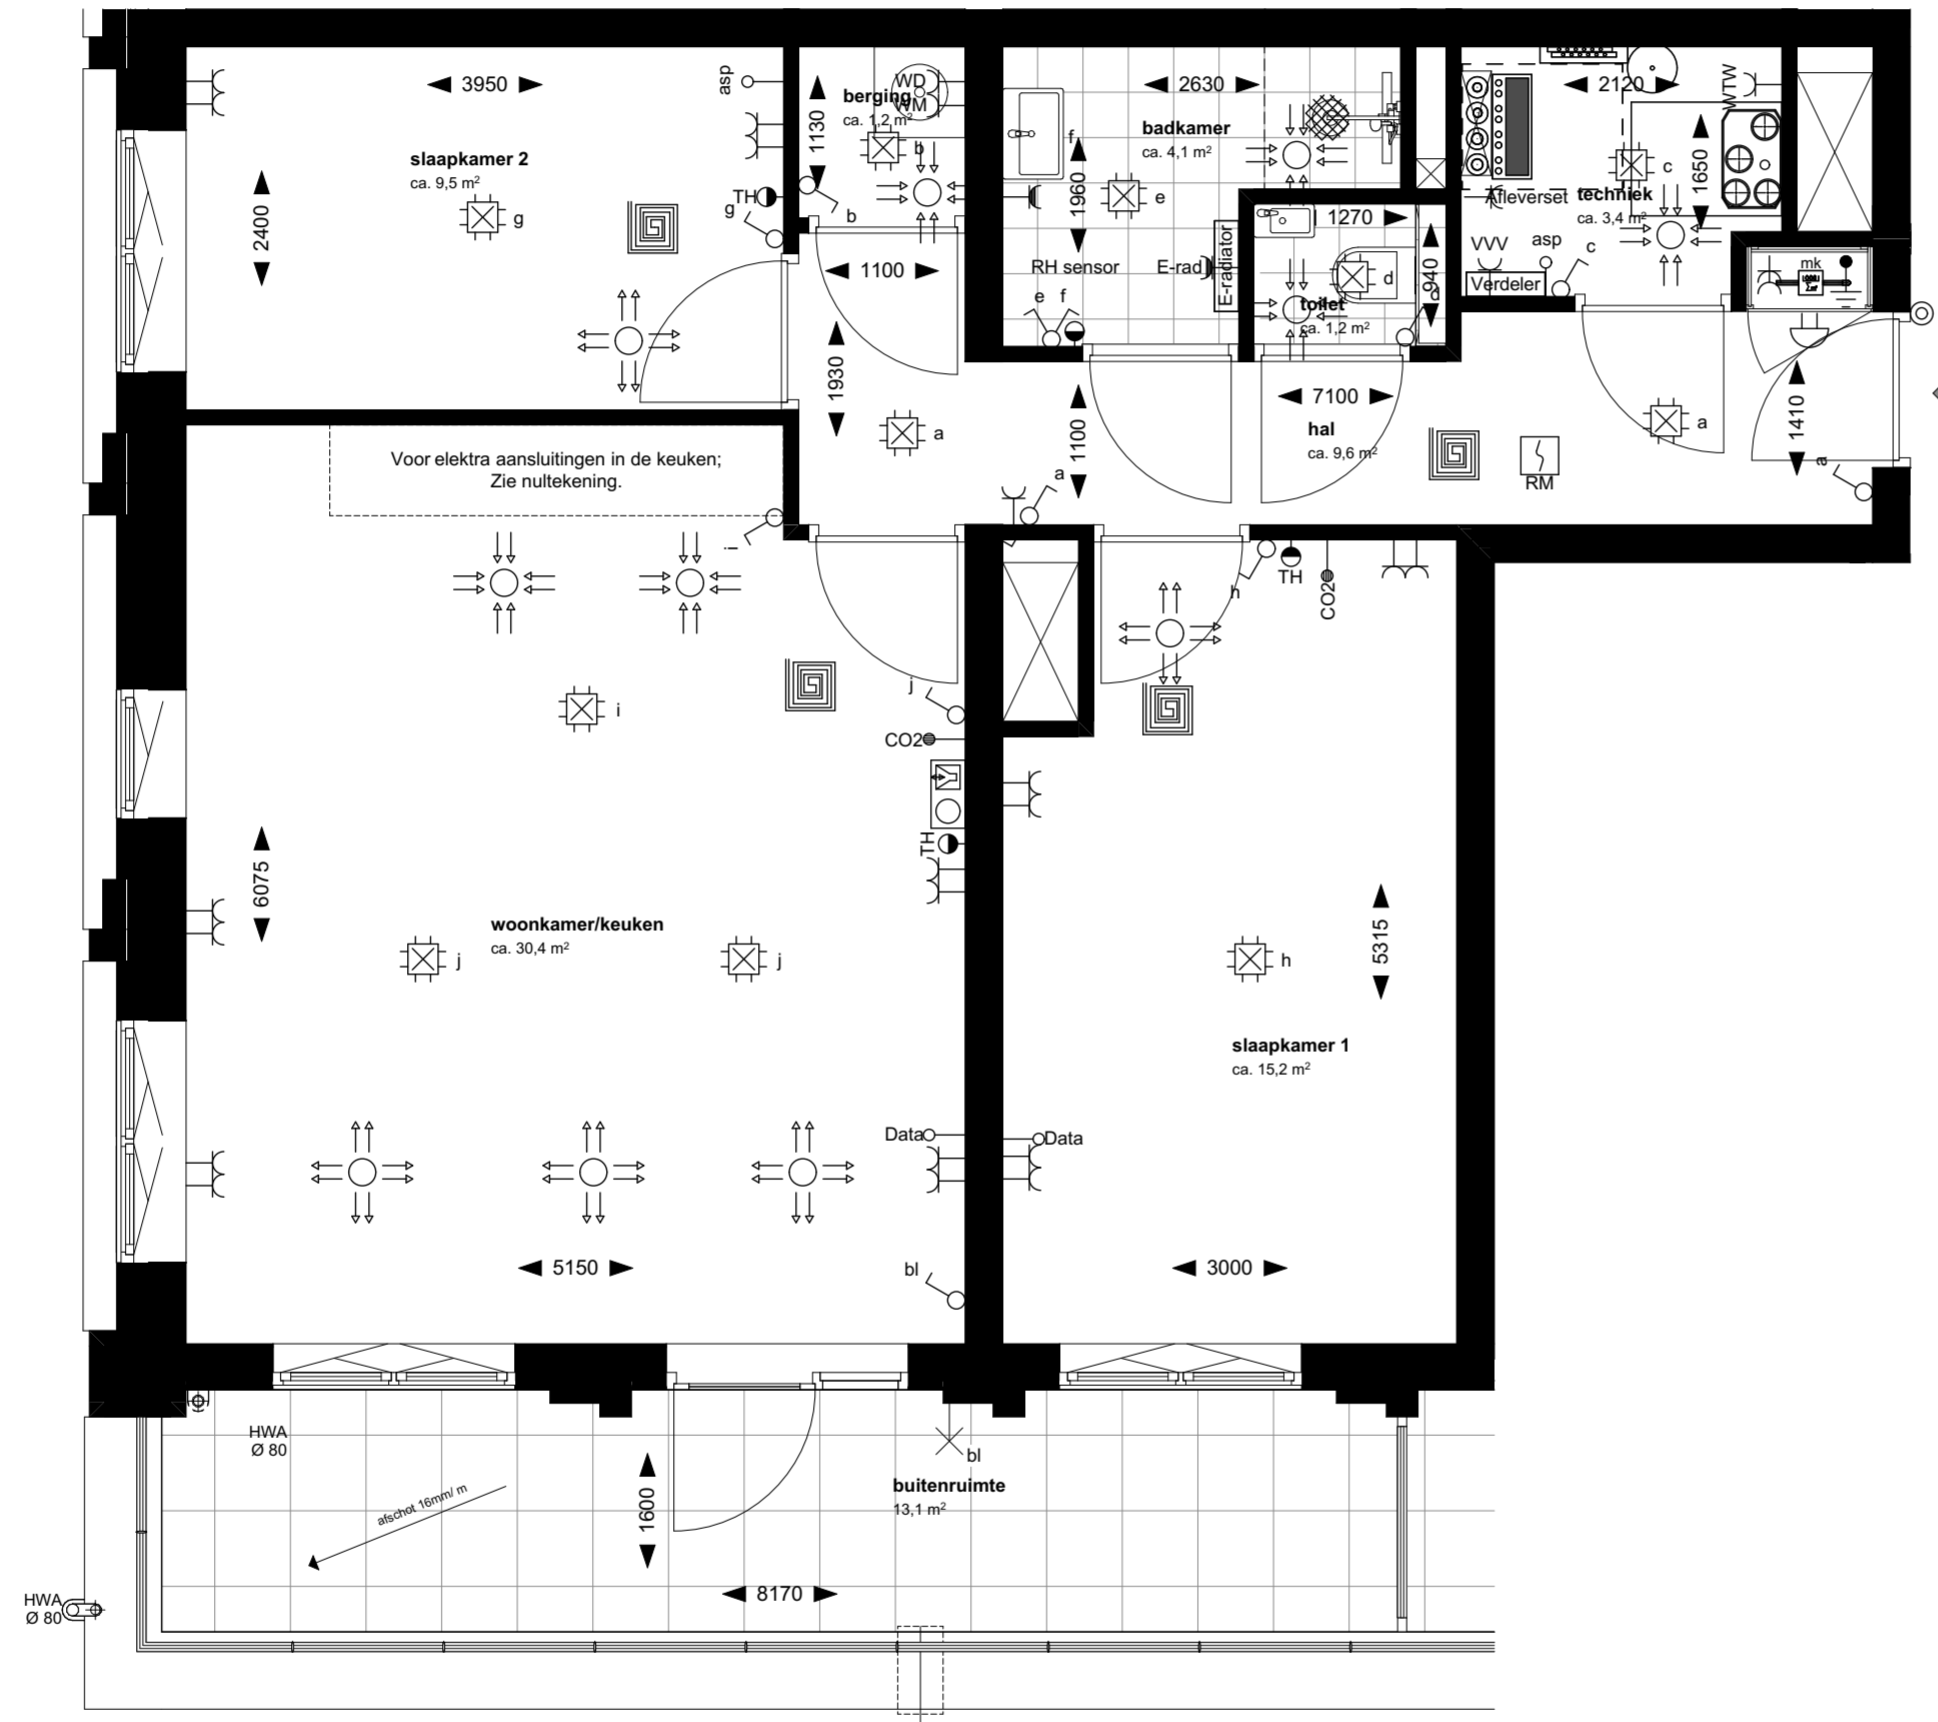 3950
asp
WD
WM
berging
ca. 1,2 m²
1130
b
b
slaapkamer 2
ca. 9,5 m²
g
2400
TH
g
2630
badkamer
ca. 4,1 m²
f
1960
e
RH sensor
E-rad
E-radiator
e f
1270
940
d
d
toilet
ca. 1,2 m²
2120
WTW
1650
c
Afleverset
techniek
ca. 3,4 m²
VVV
asp
c
Verdeler
mk
1100
1930
a
1100
a
7100
hal
ca. 9,6 m²
RM
a
1410
a
Voor elektra aansluitingen in de keuken;
Zie nultekening.
i
i
j
CO2
TH
6075
woonkamer/keuken
ca. 30,4 m²
j
j
Data
5150
bl
h
TH
CO2
5315
h
slaapkamer 1
ca. 15,2 m²
Data
3000
HWA
Ø 80
afschot 16mm/ m
1600
bl
buitenruimte
13,1 m²
8170
HWA
Ø 80